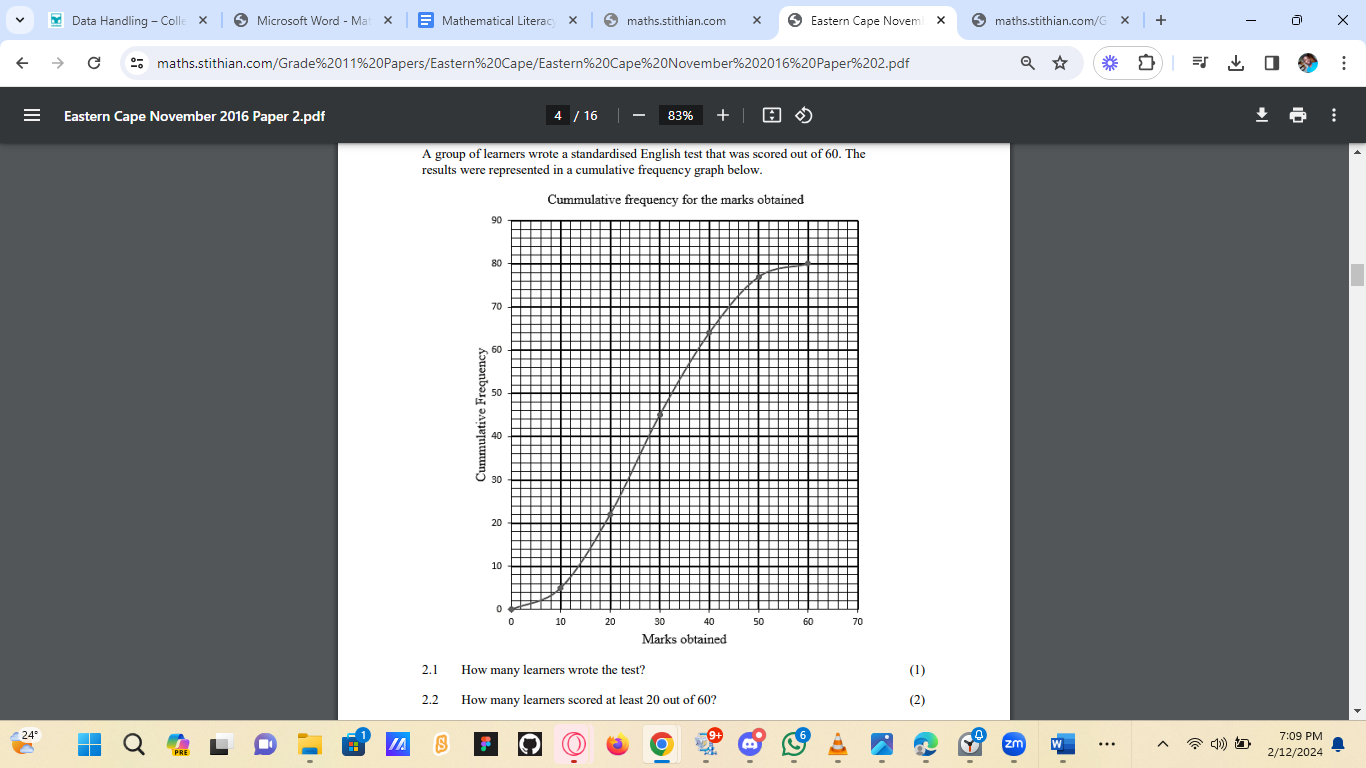 Data Handling – Colle
Microsoft Word - Mat
Mathematical Literacy
maths.stithian.com
Eastern Cape Novem
maths.stithian.com/G
maths.stithian.com/Grade%2011%20Papers/Eastern%20Cape/Eastern%20Cape%20November%202016%20Paper%202.pdf
Eastern Cape November 2016 Paper 2.pdf
4 / 16
83%
A group of learners wrote a standardised English test that was scored out of 60. The
results were represented in a cumulative frequency graph below.
Cummulative frequency for the marks obtained
90
80
70
60
50
40
30
20
10
0
Cummulative Frequency
0 10 20 30 40 50 60 70
Marks obtained
2.1 How many learners wrote the test? (1)
2.2 How many learners scored at least 20 out of 60? (2)
24°
PRE
1
9+
6
zm
7:09 PM
2/12/2024